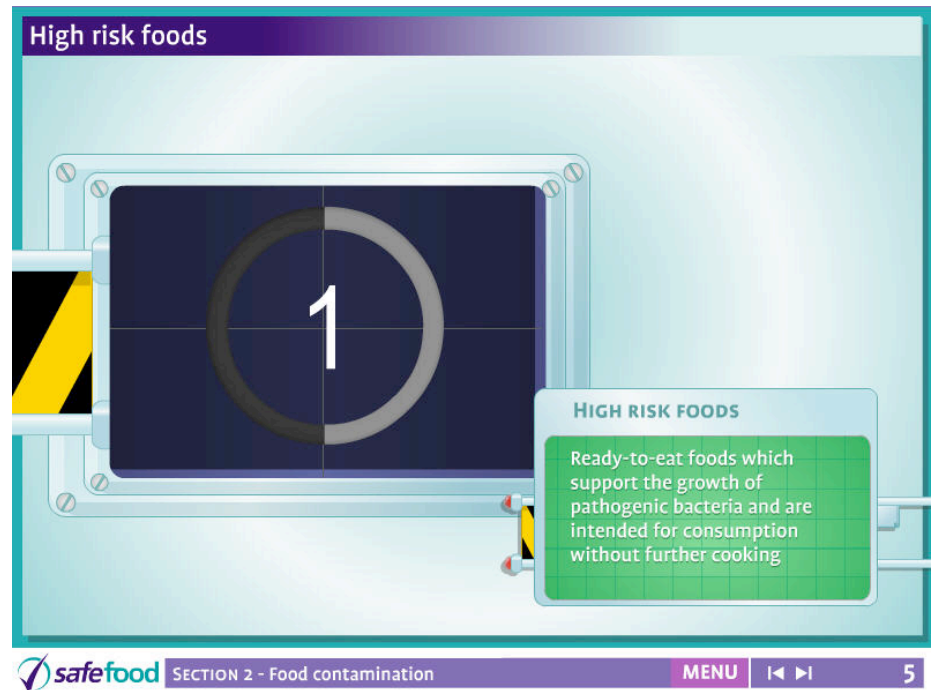 High risk foods
1
HIGH RISK FOODS
Ready-to-eat foods which
support the growth of
pathogenic bacteria and are
intended for consumption
without further cooking
safefood SECTION 2 - Food contamination MENU 5